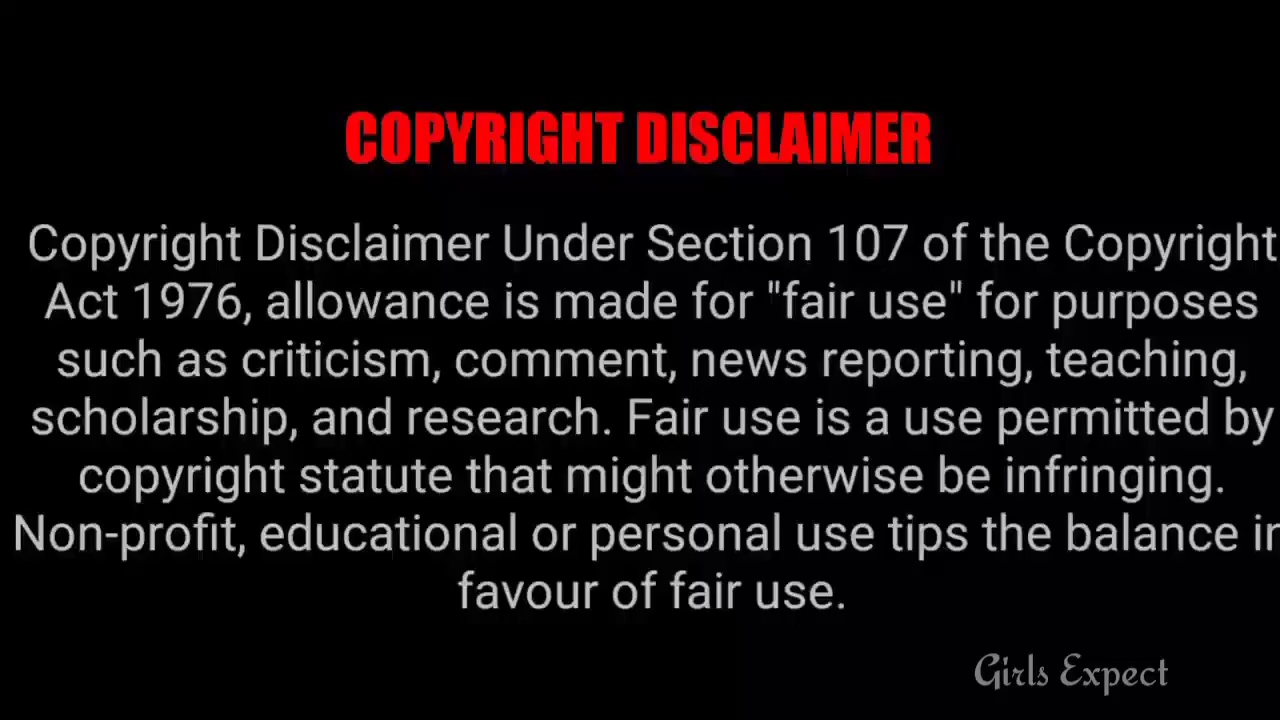 COPYRIGHT DISCLAIMER
Copyright Disclaimer Under Section 107 of the Copyright
Act 1976, allowance is made for "fair use" for purposes
such as criticism, comment, news reporting, teaching,
scholarship, and research. Fair use is a use permitted by
copyright statute that might otherwise be infringing.
Non-profit, educational or personal use tips the balance in
favour of fair use.
Girls Expect